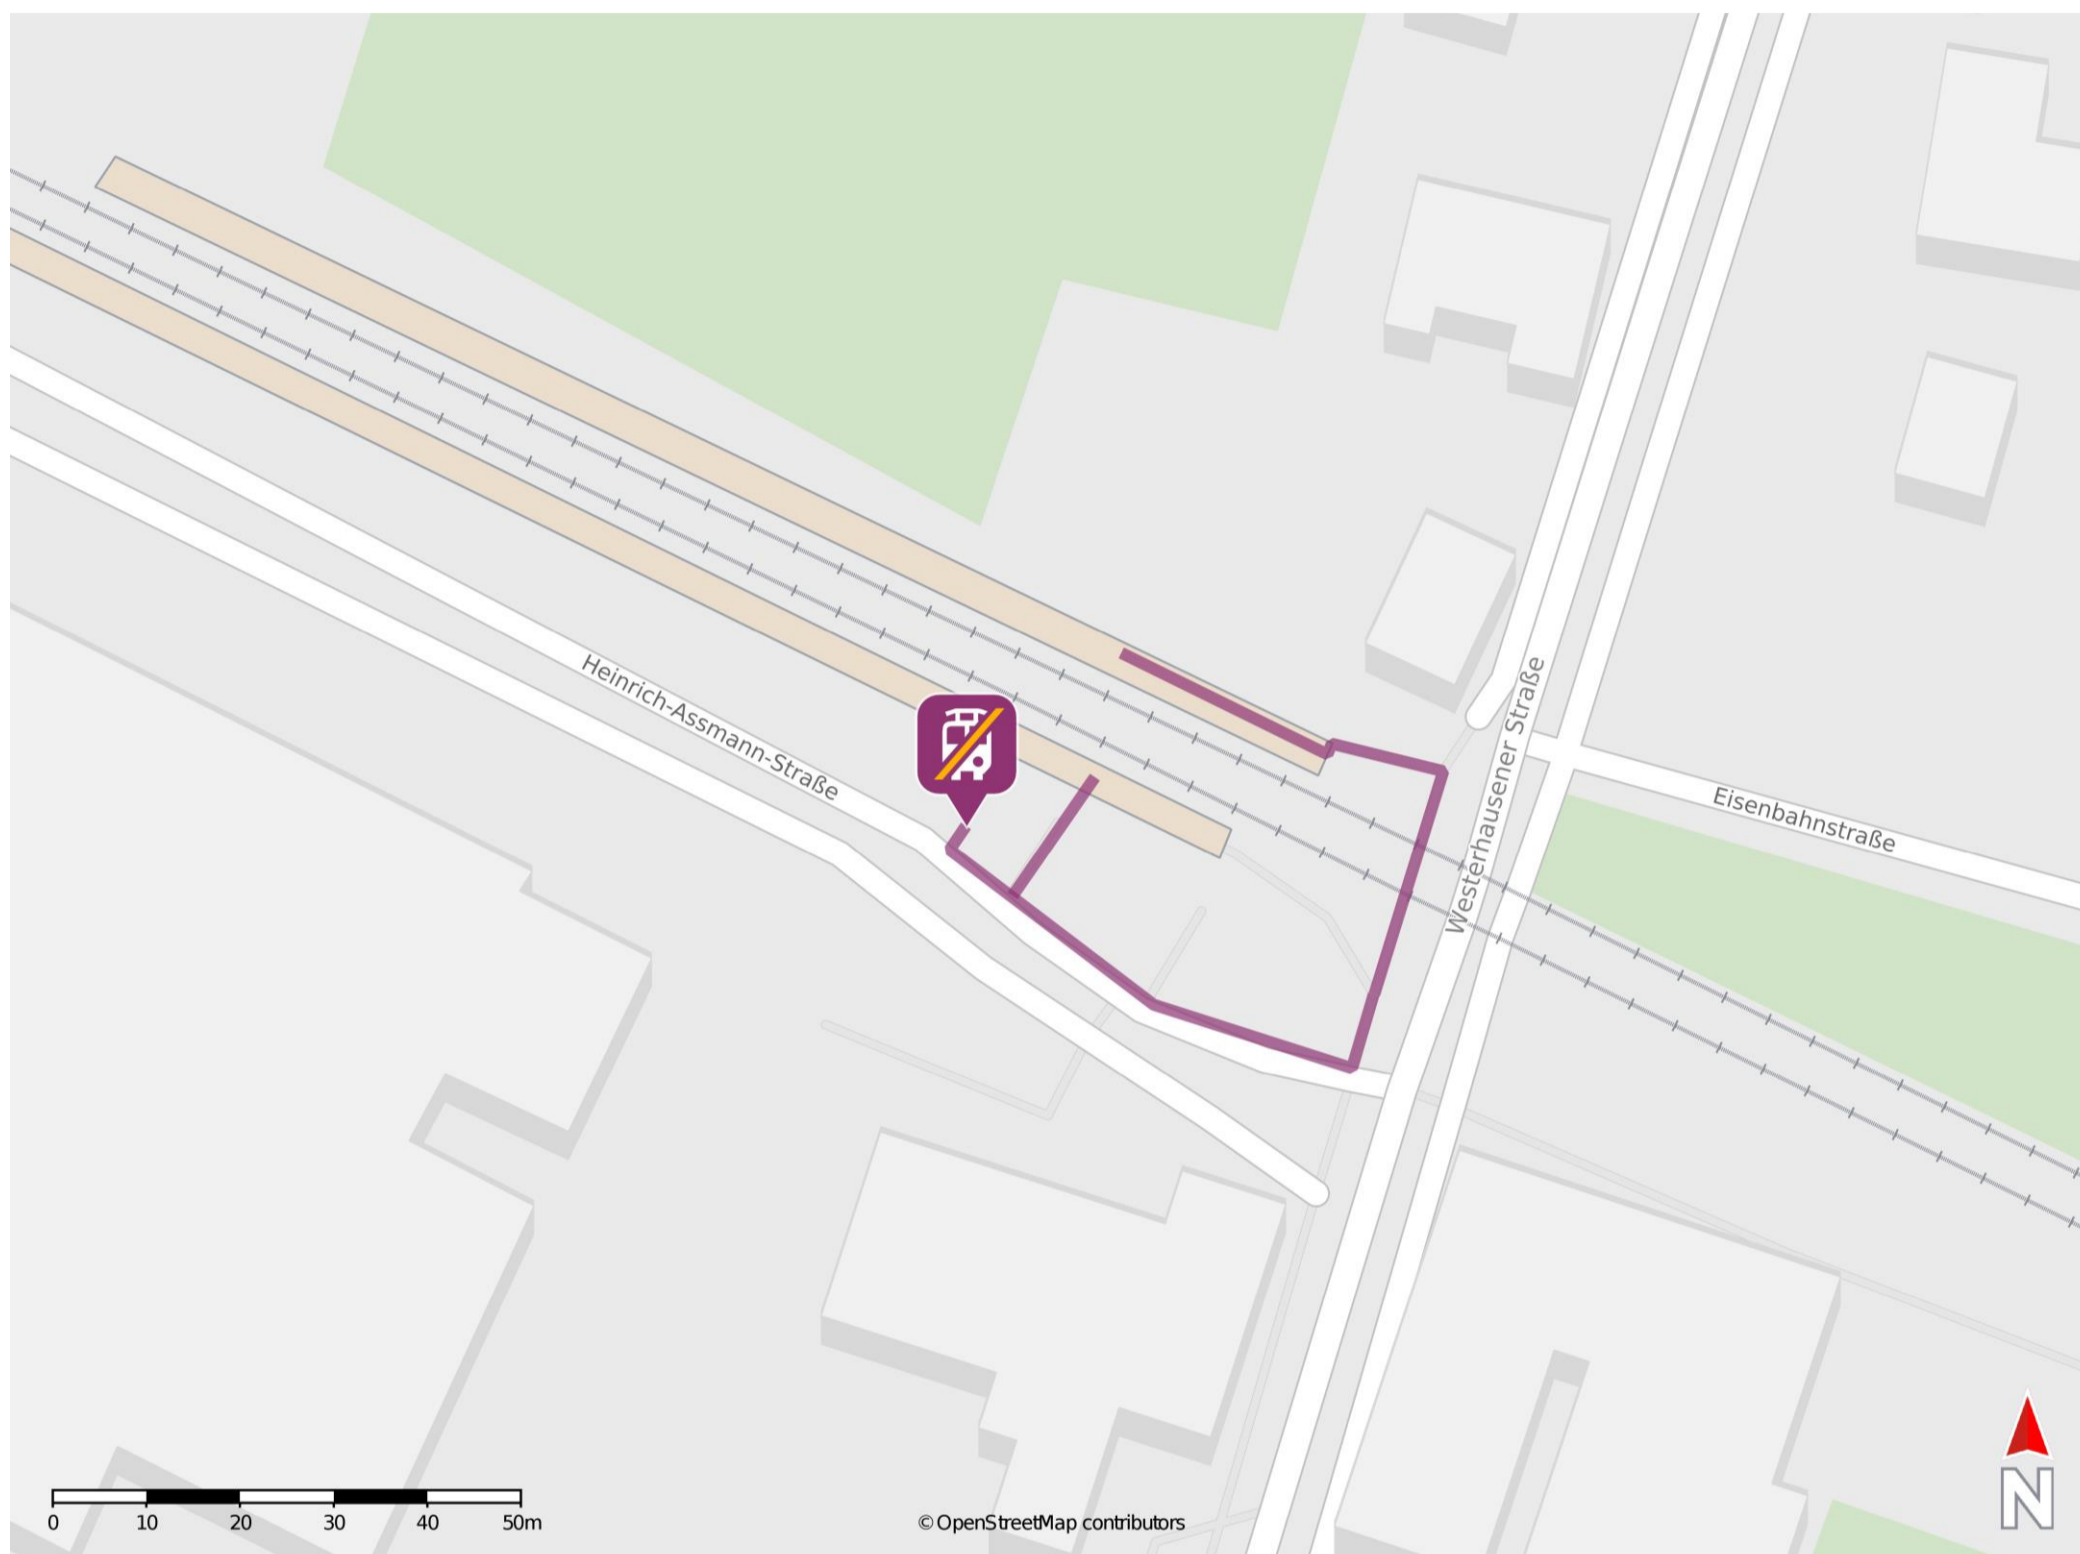 Heinrich-Assmann-Straße
Westerhausener Straße
Eisenbahnstraße
0 10 20 30 40 50m
© OpenStreetMap contributors
N